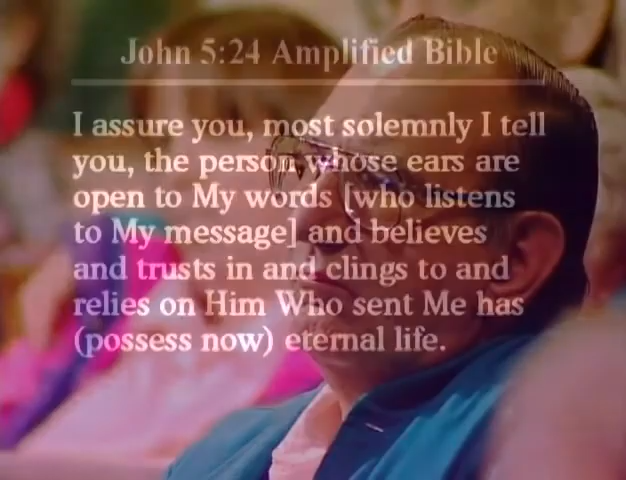 John 5:24 Amplified Bible
I assure you, most solemnly I tell
you, the person whose ears are
open to My words [who listens
to My message] and believes
and trusts in and clings to and
relies on Him Who sent Me has
(possess now) eternal life.